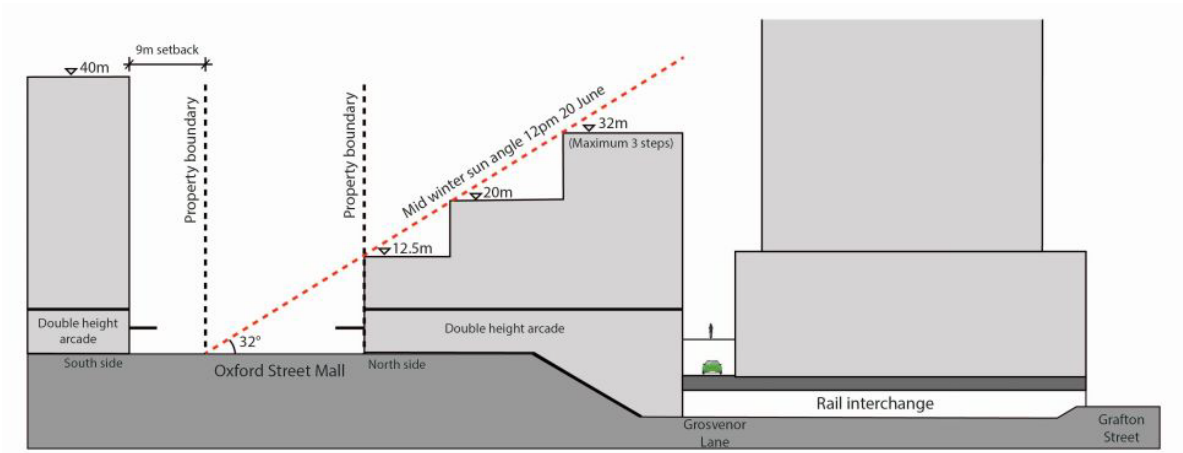 9m setback
40m
Property boundary
Property boundary
Mid winter sun angle 12pm 20 June
32m
(Maximum 3 steps)
20m
12.5m
Double height
arcade
32°
Double height arcade
South side
Oxford Street Mall
North side
Rail interchange
Grosvenor
Lane
Grafton
Street